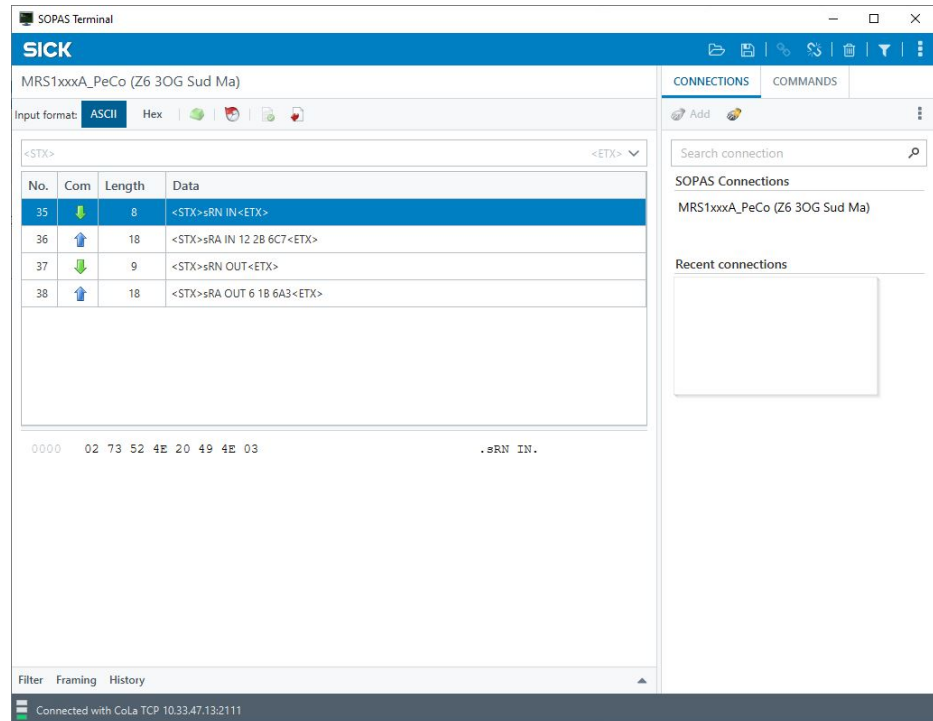 SOPAS Terminal
SICK
MRS1xxxA_PeCo (Z6 3OG Sud Ma)
CONNECTIONS COMMANDS
Input format: ASCII Hex
Add
<STX> <ETX>
Search connection
No. Com Length Data
35 8 <STX>sRN IN<ETX>
36 18 <STX>sRA IN 12 2B 6C7<ETX>
37 9 <STX>sRN OUT<ETX>
38 18 <STX>sRA OUT 6 1B 6A3<ETX>
SOPAS Connections
MRS1xxxA_PeCo (Z6 3OG Sud Ma)
Recent connections
0000 02 73 52 4E 20 49 4E 03 .sRN IN.
Filter Framing History
Connected with CoLa TCP 10.33.47.13:2111